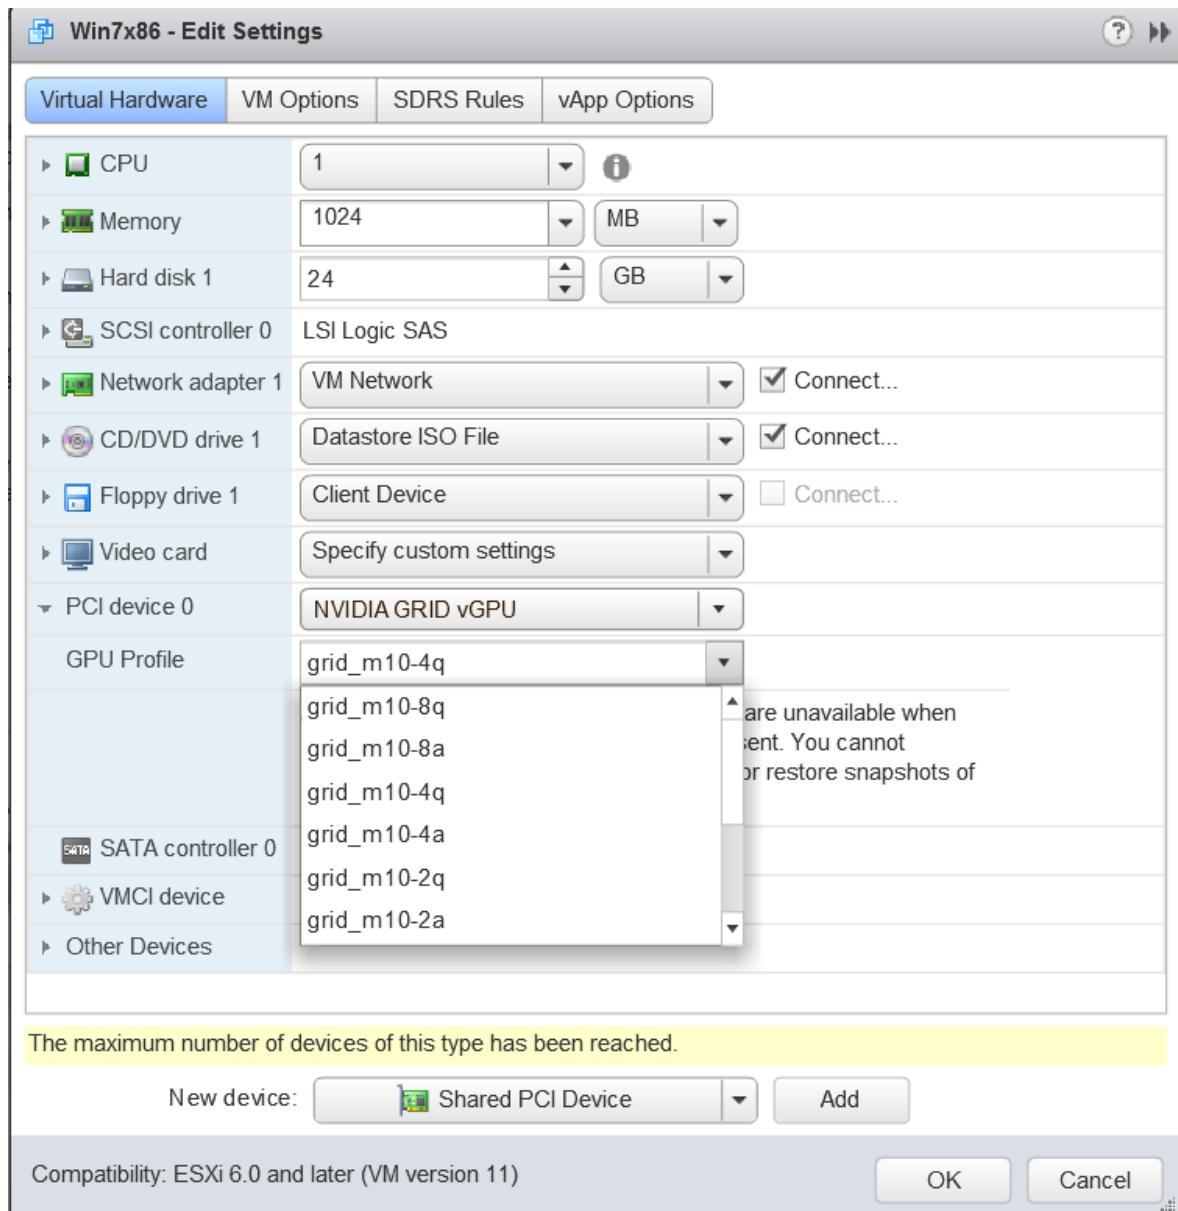 Win7x86 - Edit Settings ?
Virtual Hardware VM Options SDRS Rules vApp Options
CPU 1
Memory 1024 MB
Hard disk 1 24 GB
SCSI controller 0 LSI Logic SAS
Network adapter 1 VM Network Connect...
CD/DVD drive 1 Datastore ISO File Connect...
Floppy drive 1 Client Device Connect...
Video card Specify custom settings
PCI device 0 NVIDIA GRID vGPU
GPU Profile grid_m10-4q
grid_m10-8q
are unavailable when
grid_m10-8a
You cannot
grid_m10-4q
or restore snapshots of
grid_m10-4a
SATA SATA controller 0
grid_m10-2q
VMCI device
grid_m10-2a
Other Devices
The maximum number of devices of this type has been reached.
New device: Shared PCI Device Add
Compatibility: ESXi 6.0 and later (VM version 11) OK Cancel